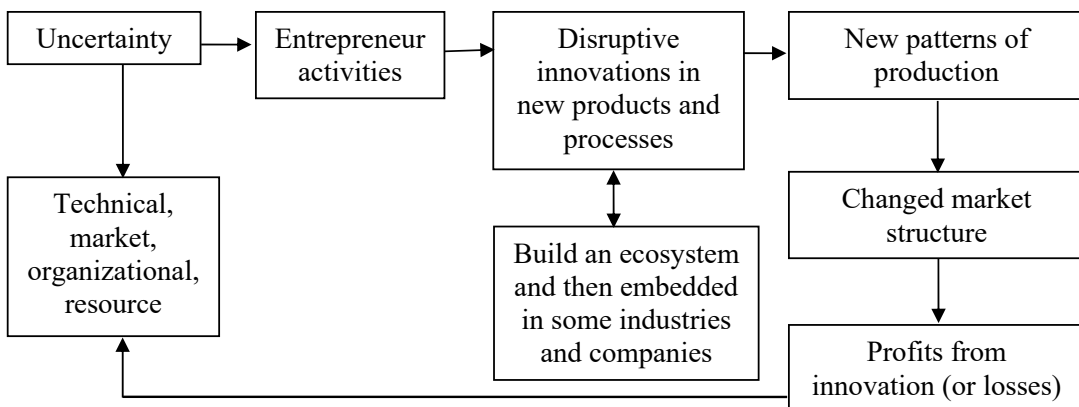 Uncertainty
Entrepreneur
activities
Disruptive
innovations in
new products and
processes
New patterns of
production
Technical,
market,
organizational,
resource
Build an ecosystem
and then embedded
in some industries
and companies
Changed market
structure
Profits from
innovation (or losses)